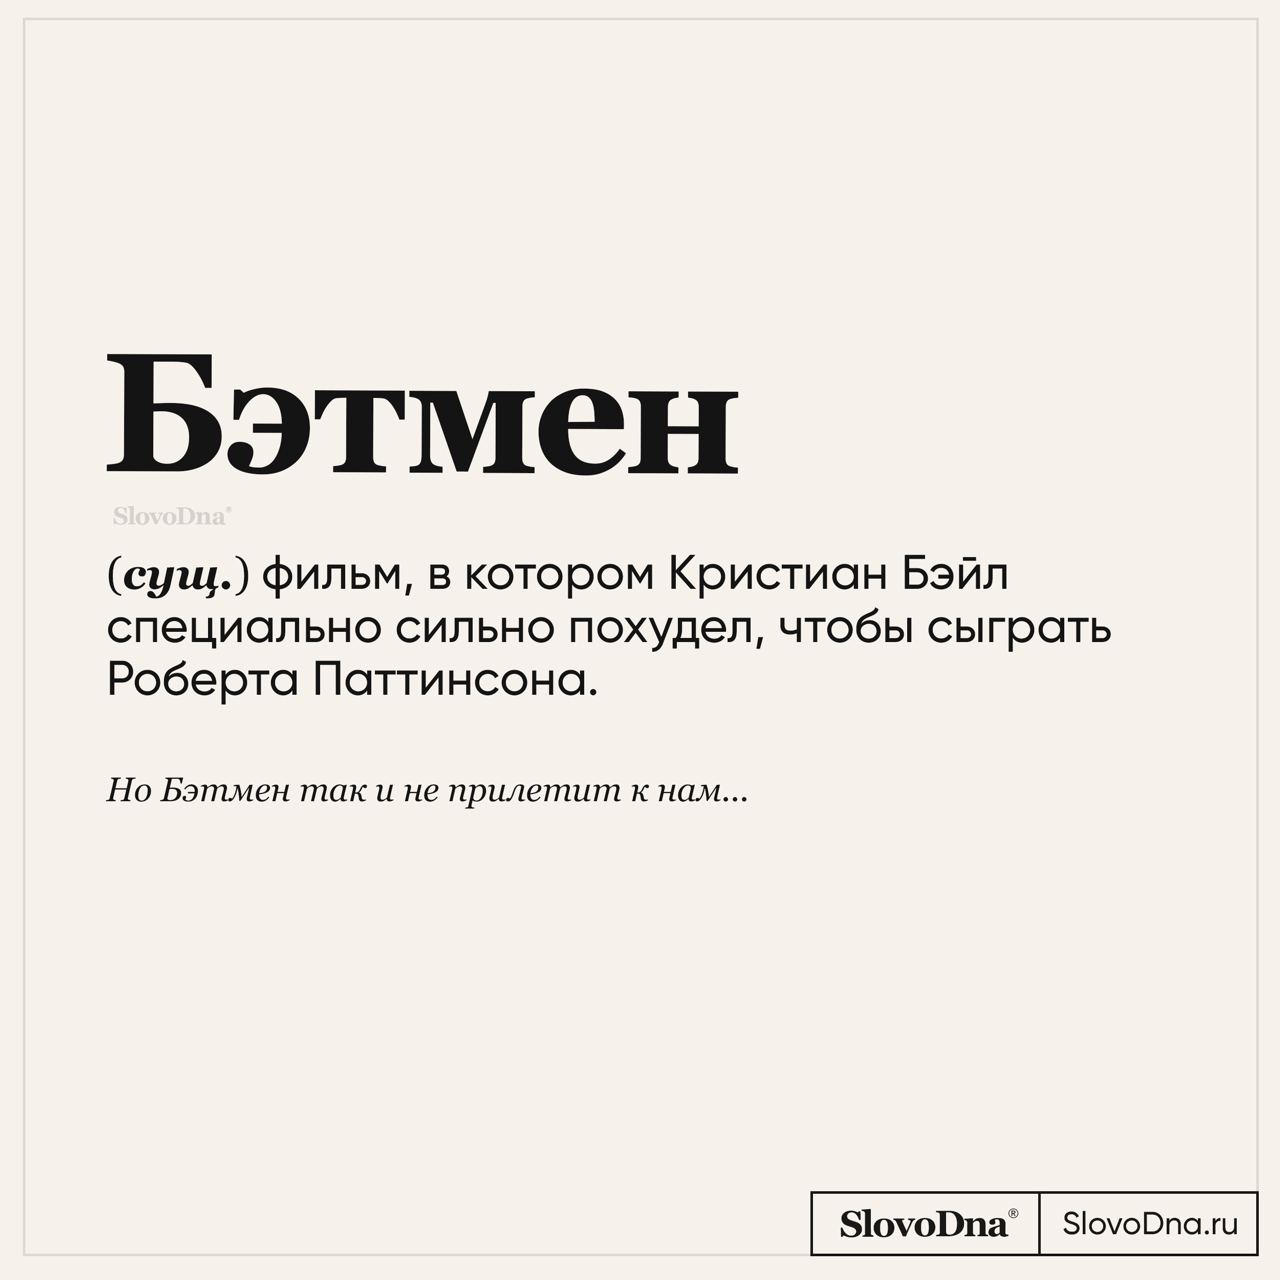 Бэтмен
SlovoDna®
(сущ.) фильм, в котором Кристиан Бэйл
специально сильно похудел, чтобы сыграть
Роберта Паттинсона.
Но Бэтмен так и не прилетит к нам...
SlovoDna® SlovoDna.ru